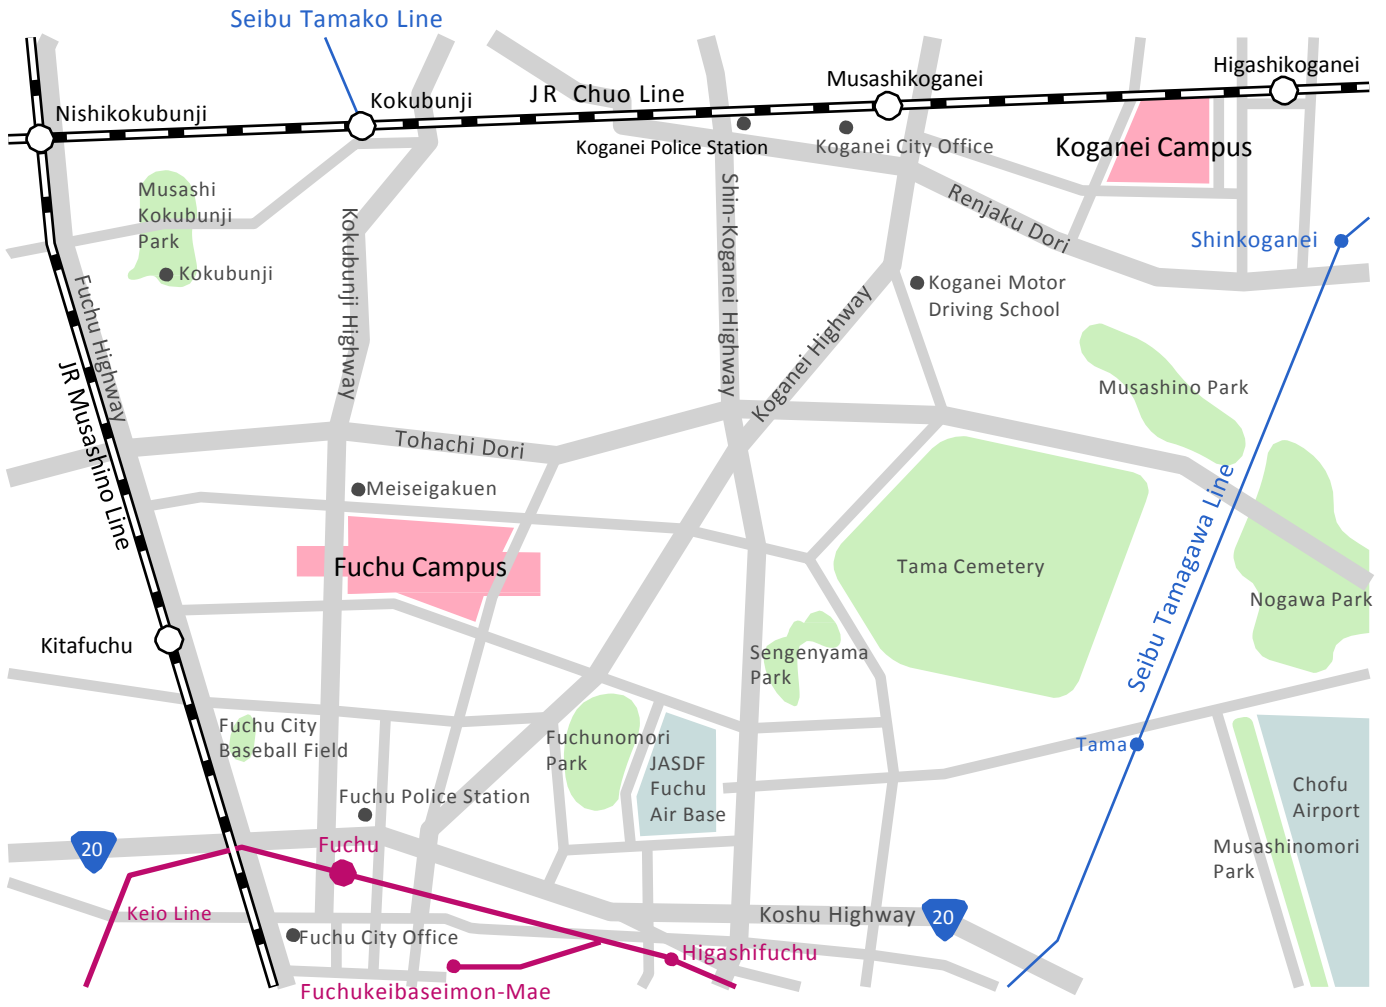 Seibu Tamako Line
Higashikoganei
Musashikoganei
JR Chuo Line
Kokubunji
Nishikokubunji
Koganei Police Station
Koganei City Office
Koganei Campus
Musashi
Kokubunji
Park
Kokubunji
Kokubunji Highway
Shin-Koganei Highway
Renjaku Dori
Shinkoganei
Fuchu Highway
Koganei Motor
Driving School
Koganei Highway
JR Musashino Line
Musashino Park
Tohachi Dori
Meiseigakuen
Fuchu Campus
Tama Cemetery
Seibu Tamagawa Line
Nogawa Park
Kitafuchu
Sengenyama
Park
Fuchu City
Baseball Field
Fuchunomori
Park
JASDF
Fuchu
Air Base
Tama
Chofu
Airport
Fuchu Police Station
Fuchu
20
Musashinomori
Park
Keio Line
Koshu Highway
20
Fuchu City Office
Higashifuchu
Fuchukeibaseimon-Mae